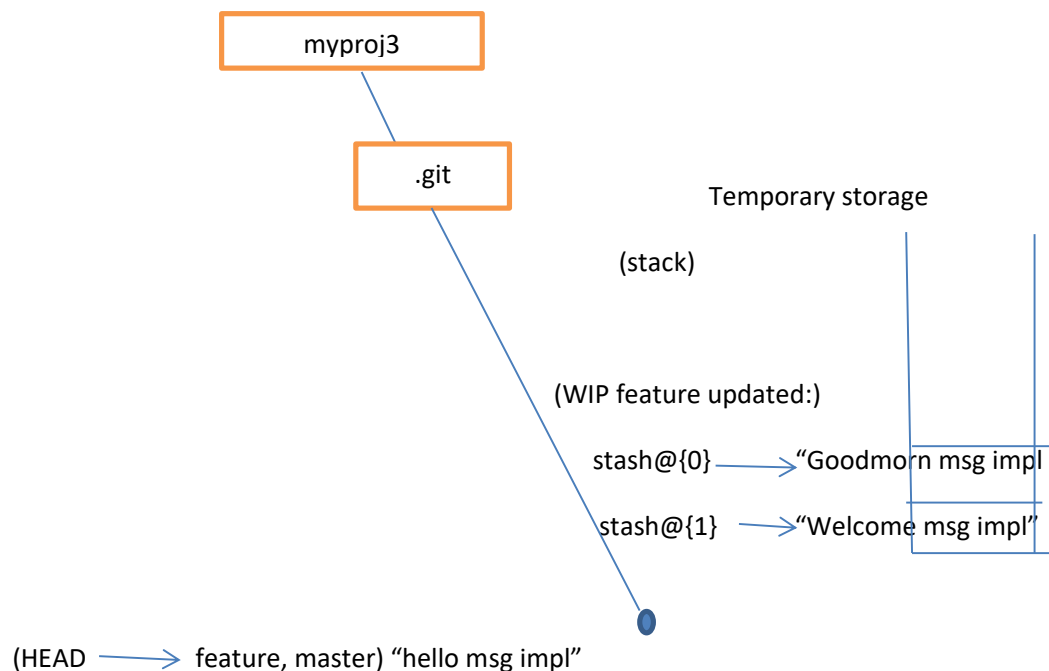 myproj3
.git
Temporary storage
(stack)
(WIP feature updated:)
stash@{0} “Goodmorn msg impl
stash@{1} “Welcome msg impl”
(HEAD feature, master) “hello msg impl”